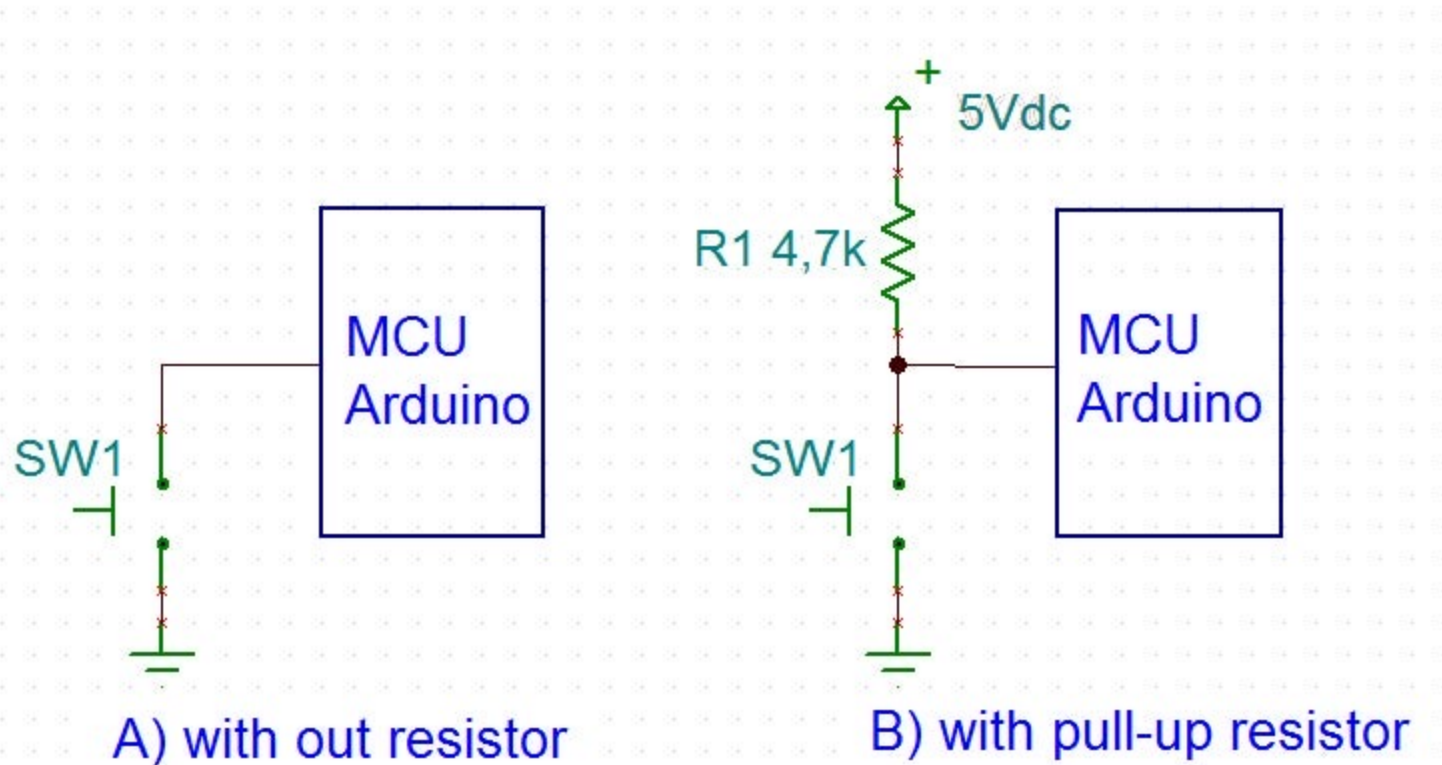 +
5Vdc
R1 4,7k
MCU
Arduino
SW1
MCU
Arduino
SW1
A) with out resistor
B) with pull-up resistor